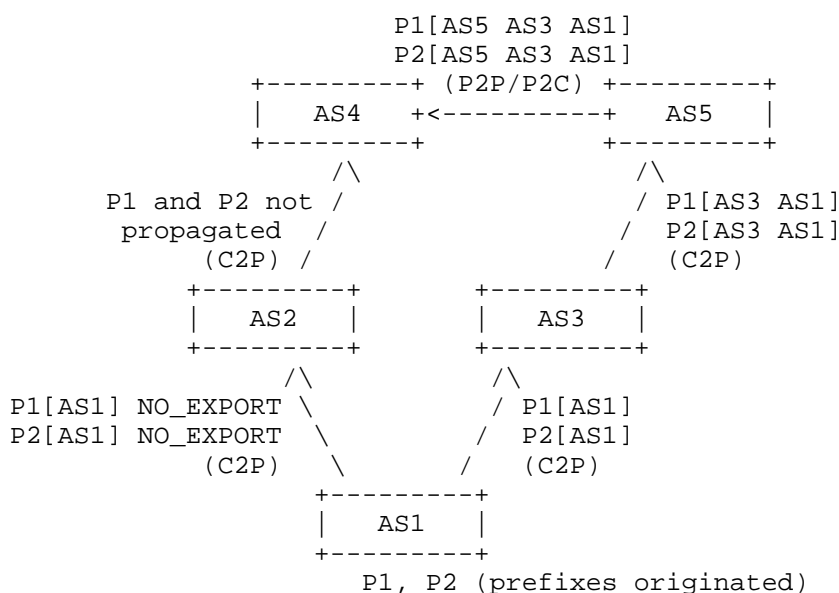 P1[AS5 AS3 AS1]
P2[AS5 AS3 AS1]
(P2P/P2C)
AS4
AS5
P1 and P2 not
propagated
(C2P)
P1[AS3 AS1]
P2[AS3 AS1]
(C2P)
AS2
AS3
P1[AS1] NO_EXPORT
P2[AS1] NO_EXPORT
(C2P)
P1[AS1]
P2[AS1]
(C2P)
AS1
P1, P2 (prefixes originated)